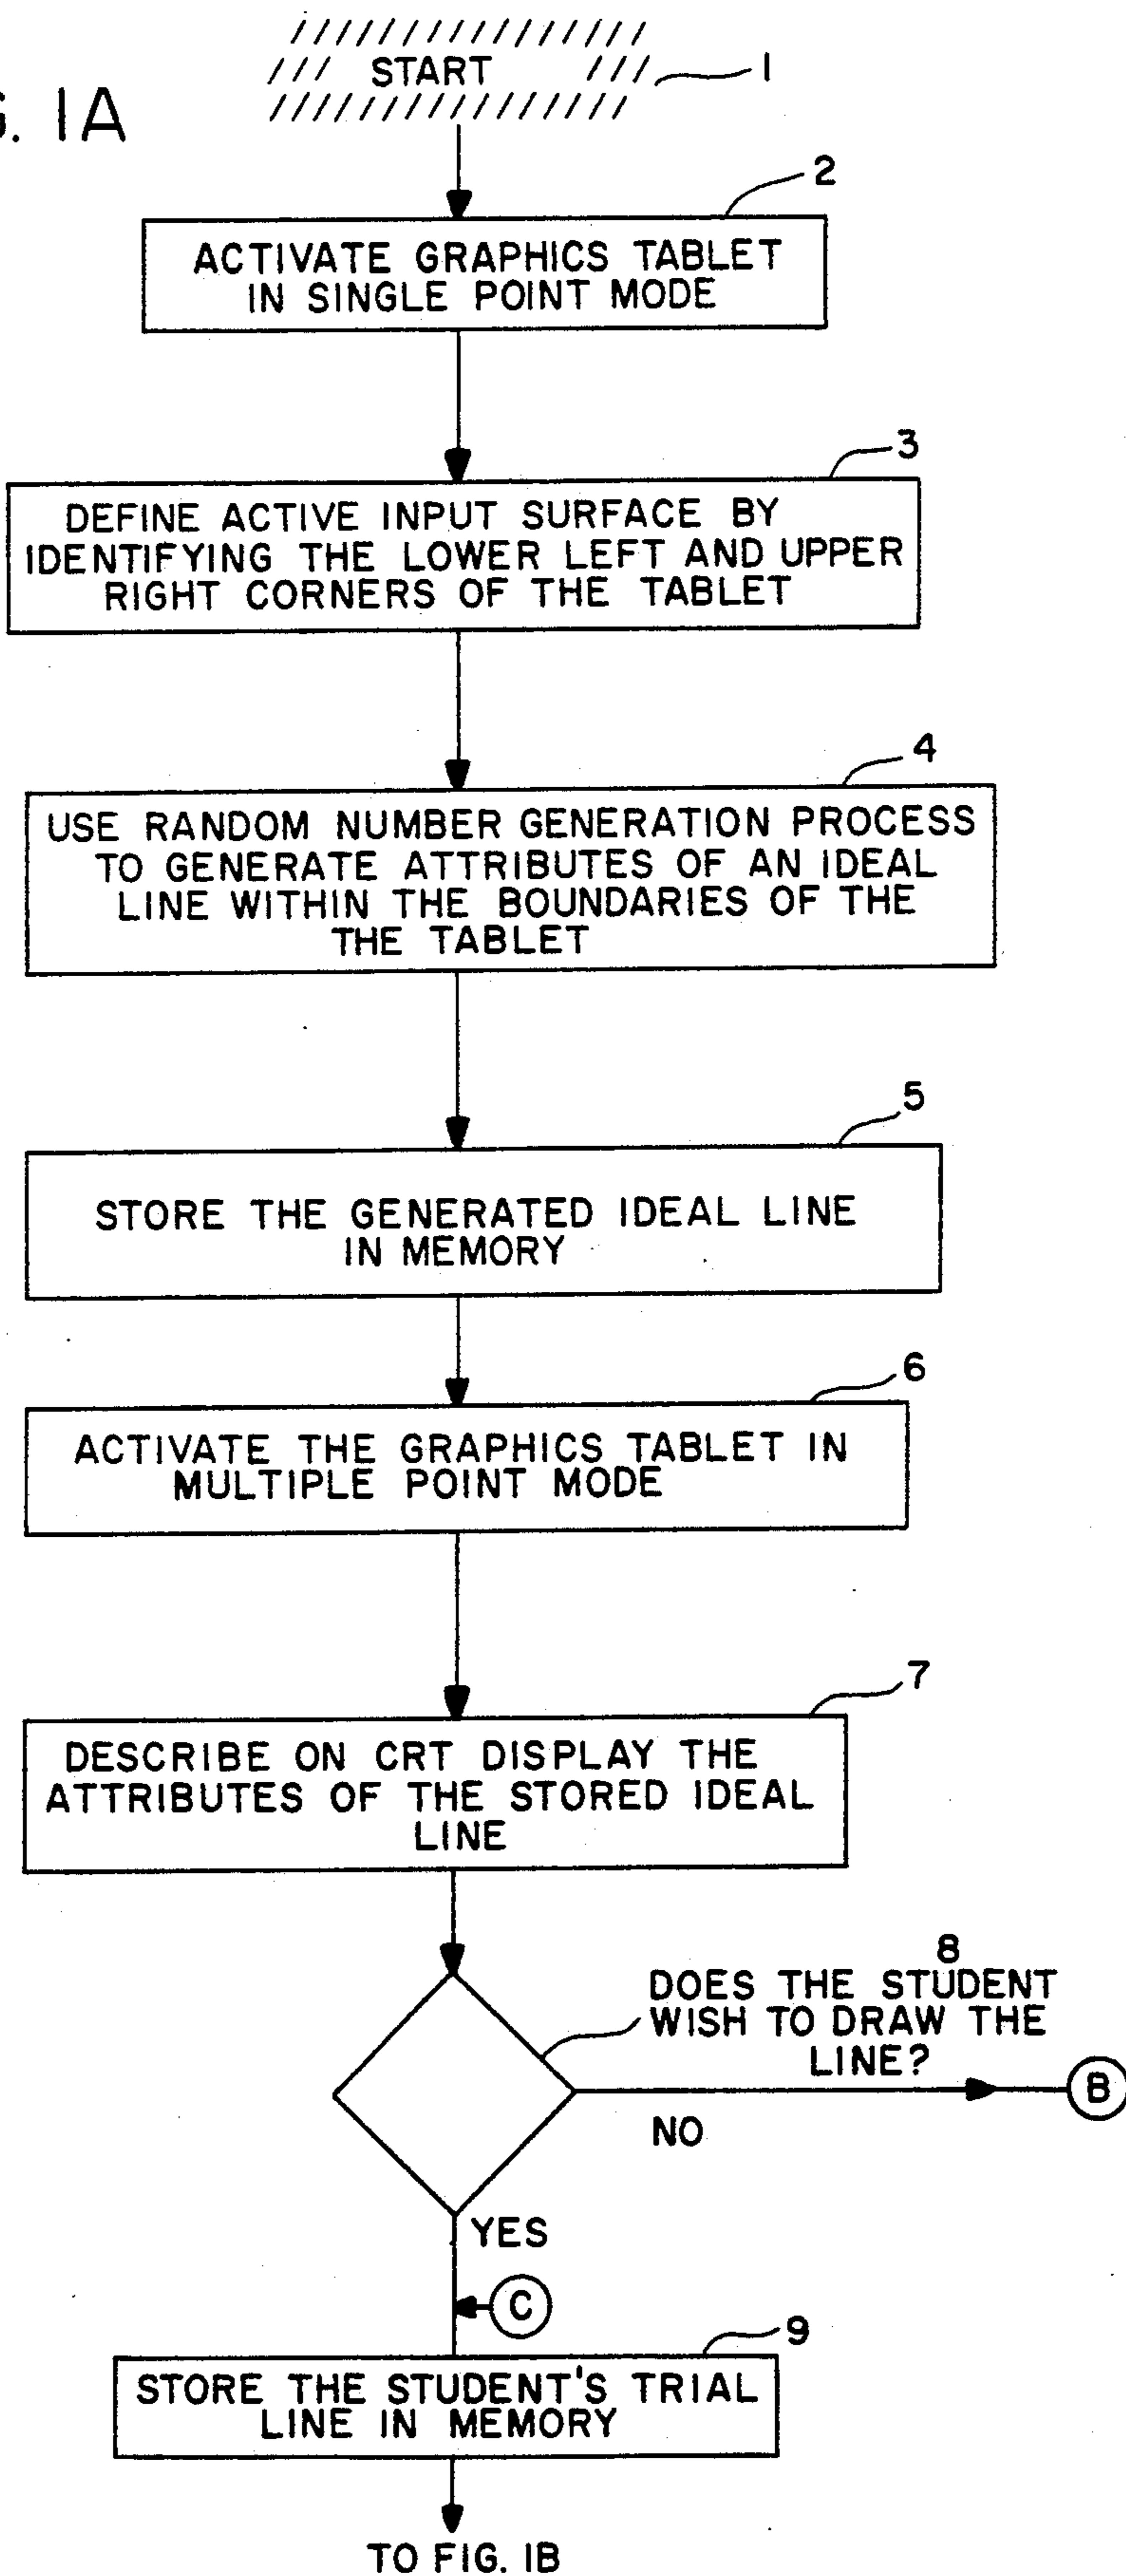 G. 1A
START
1
2
ACTIVATE GRAPHICS TABLET
IN SINGLE POINT MODE
3
DEFINE ACTIVE INPUT SURFACE BY
IDENTIFYING THE LOWER LEFT AND UPPER
RIGHT CORNERS OF THE TABLET
4
USE RANDOM NUMBER GENERATION PROCESS
TO GENERATE ATTRIBUTES OF AN IDEAL
LINE WITHIN THE BOUNDARIES OF THE
THE TABLET
5
STORE THE GENERATED IDEAL LINE
IN MEMORY
6
ACTIVATE THE GRAPHICS TABLET IN
MULTIPLE POINT MODE
7
DESCRIBE ON CRT DISPLAY THE
ATTRIBUTES OF THE STORED IDEAL
LINE
8
DOES THE STUDENT
WISH TO DRAW THE
LINE?
B
NO
YES
C
9
STORE THE STUDENT'S TRIAL
LINE IN MEMORY
TO FIG. 1B